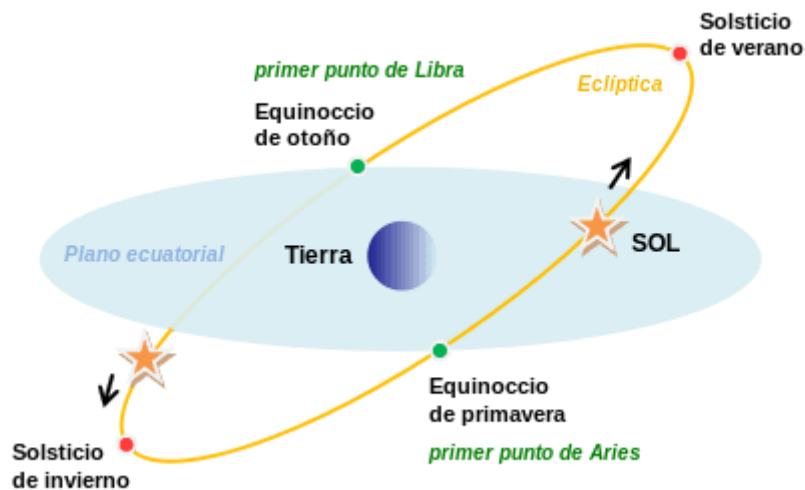 Solsticio
de verano
primer punto de Libra
Eclíptica
Equinoccio
de otoño
Plano ecuatorial
Tierra
SOL
Equinoccio
de primavera
primer punto de Aries
Solsticio
de invierno